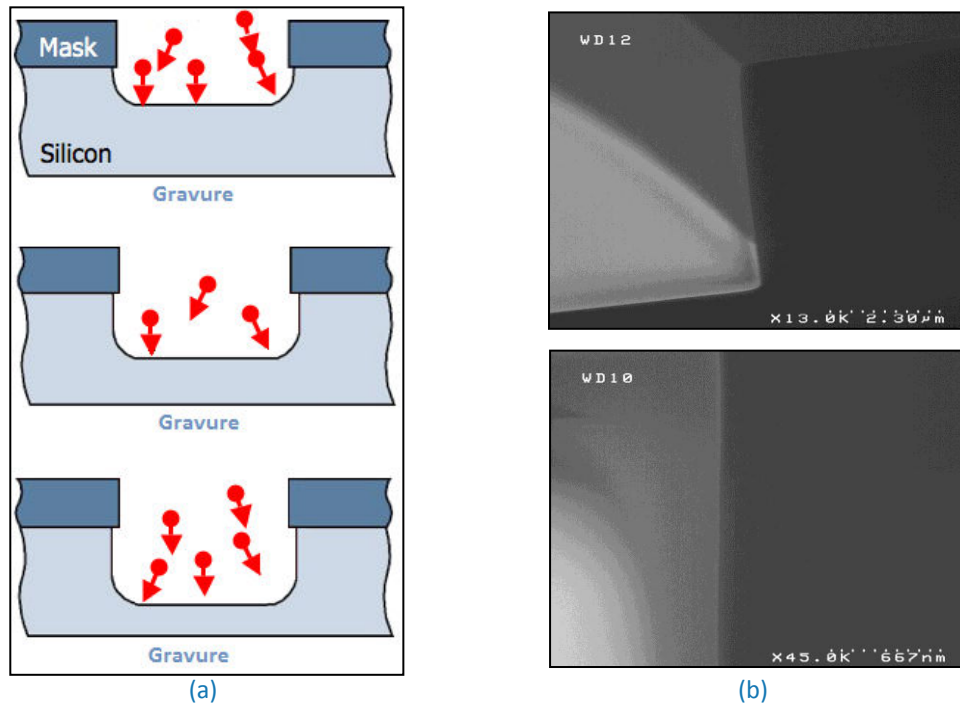 Mask
Silicon
Gravure
Gravure
Gravure
(a)
WD12
X13.0K 2.30µm
WD10
X45.0K 667nm
(b)